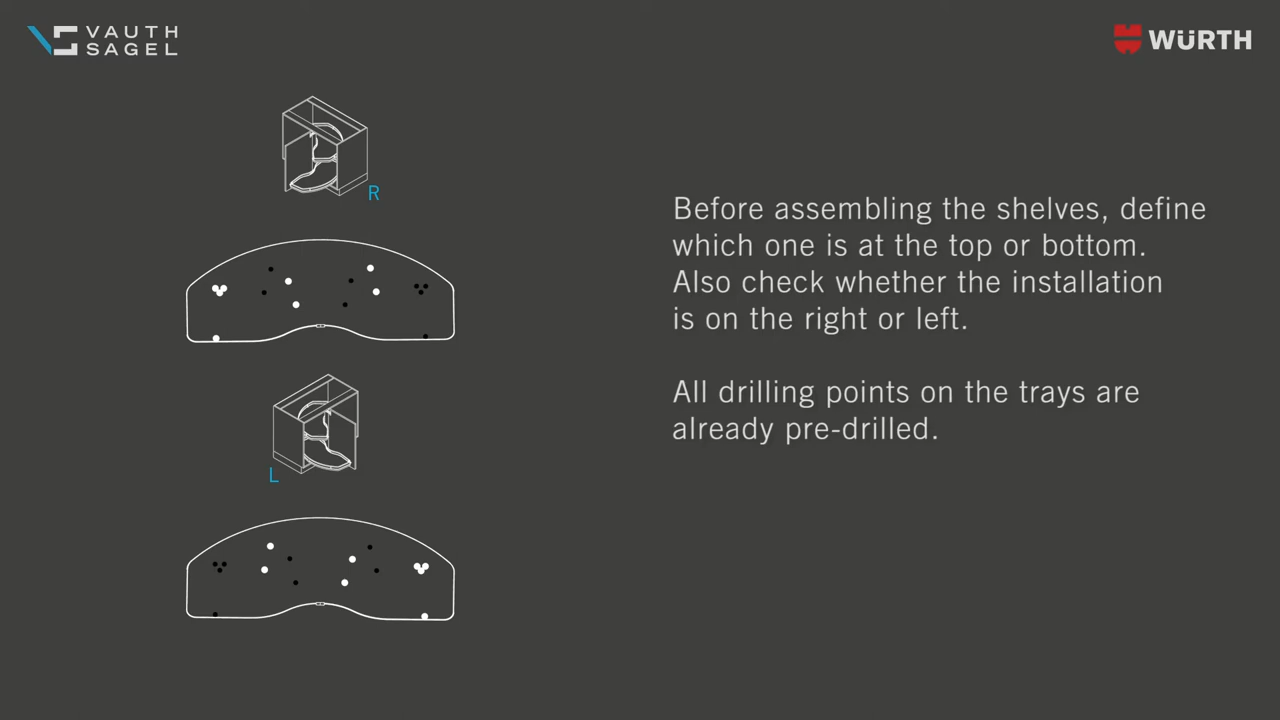 VAUTH
SAGEL
WÜRTH
R
Before assembling the shelves, define
which one is at the top or bottom.
Also check whether the installation
is on the right or left.
All drilling points on the trays are
already pre-drilled.
L